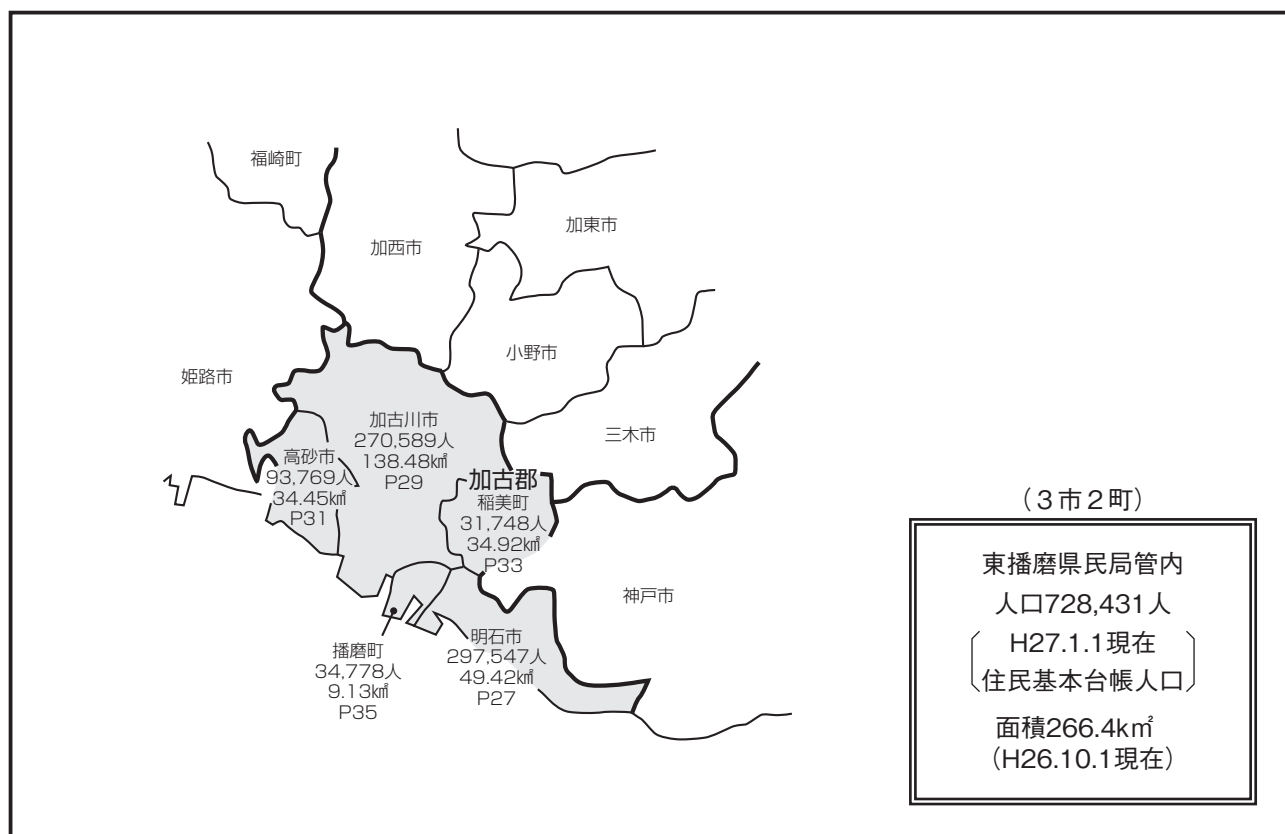 福崎町
加西市
加東市
小野市
姫路市
三木市
加古川市
270,589人
138.48k㎡
P29
高砂市
93,769人
34.45k㎡
P31
加古郡
稲美町
31,748人
34.92k㎡
P33
神戸市
播磨町
34,778人
9.13k㎡
P35
明石市
297,547人
49.42k㎡
P27
（3市2町）
東播磨県民局管内
人口728,431人
H27.1.1現在
住民基本台帳人口
面積266.4k㎡
（H26.10.1現在）